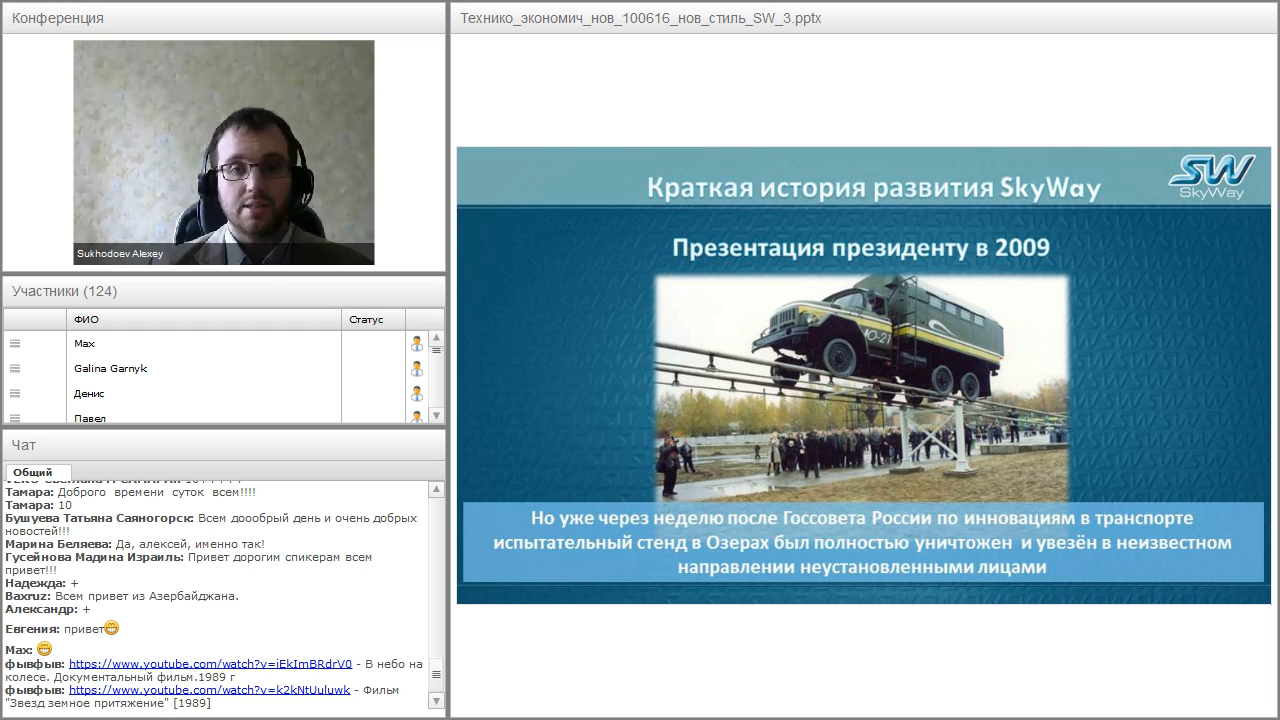 Конференция
Sukhodoev Alexey
Участники (124)
ФИО
Статус
Max
Galina Garnyk
Денис
Павел
Чат
Общий
Тамара: Доброго времени суток всем!!!!
Тамара: 10
Бушуева Татьяна Саяногорск: Всем дообрый день и очень добрых
новостей!!!
Марина Беляева: Да, алексей, именно так!
Гусейнова Мадина Израиль: Привет дорогим спикерам всем
привет!!!
Надежда: +
Baxruz: Всем привет из Азербайджана.
Александр: +
Евгения: привет
Max:
фывфыв: https://www.youtube.com/watch?v=iEkImBRdrV0 - В небо на
колесе. Документальный фильм.1989 г
фывфыв: https://www.youtube.com/watch?v=k2kNtUuluwk - Фильм
"Звезд земное притяжение" [1989]
Технико_экономич_нов_100616_нов_стиль_SW_3.pptx
Краткая история развития SkyWay
SW
SkyWay
Презентация президенту в 2009
Ю-21
Но уже через неделю после Госсовета России по инновациям в транспорте
испытательный стенд в Озерах был полностью уничтожен и увезён в неизвестном
направлении неустановленными лицами